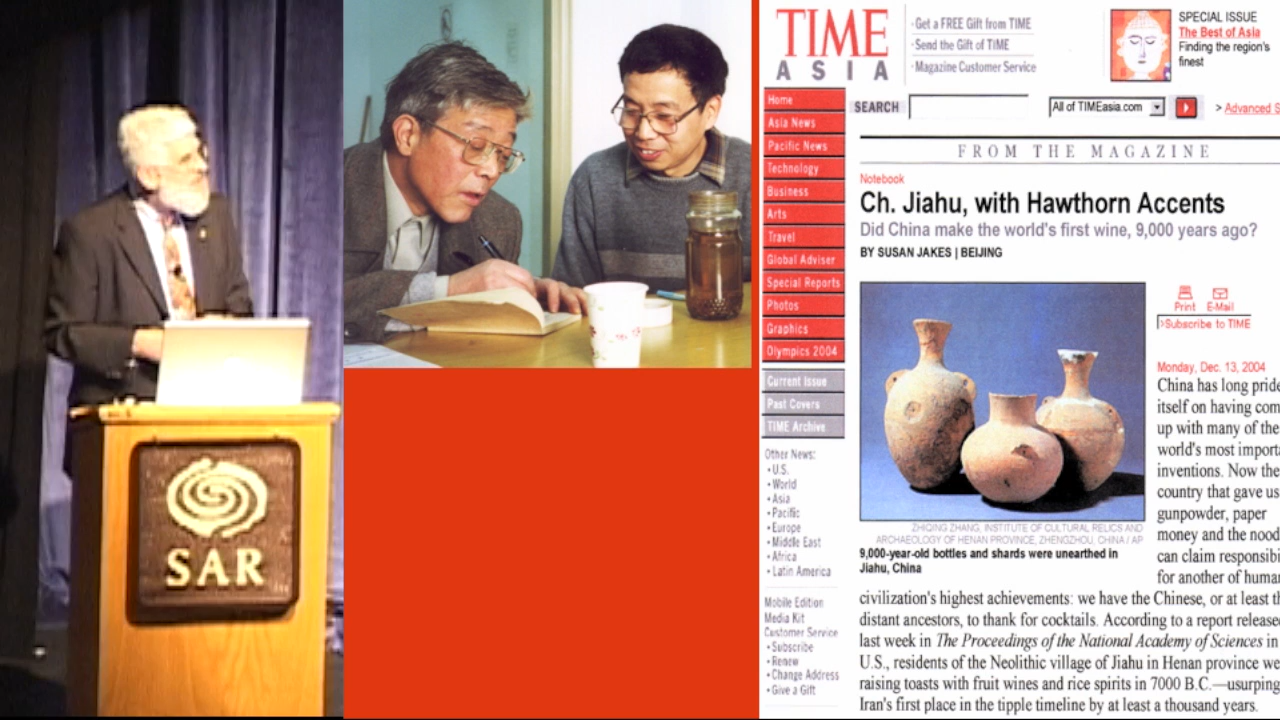 SAR
TIME
ASIA
Get a FREE Gift from TIME
Send the Gift of TIME
Magazine Customer Service
SPECIAL ISSUE
The Best of Asia
Finding the region's
finest
SEARCH
All of TIMEasia.com
> Advanced S
Home
Asia News
Pacific News
Technology
Business
Arts
Travel
Global Adviser
Special Reports
Photos
Graphics
Olympics 2004
Current Issue
Past Covers
TIME Archive
Other News:
• U.S.
• World
• Asia
• Pacific
• Europe
• Middle East
• Africa
• Latin America
Mobile Edition
Media Kit
Customer Service
• Subscribe
• Renew
• Change Address
• Give a Gift
FROM THE MAGAZINE
Notebook
Ch. Jiahu, with Hawthorn Accents
Did China make the world's first wine, 9,000 years ago?
BY SUSAN JAKES | BEIJING
Print E-Mail
>Subscribe to TIME
ZHIQING ZHANG, INSTITUTE OF CULTURAL RELICS AND
ARCHAEOLOGY OF HENAN PROVINCE, ZHENGZHOU, CHINA / AP
9,000-year-old bottles and shards were unearthed in
Jiahu, China
Monday, Dec. 13, 2004
China has long pride
itself on having com
up with many of the
world's most importa
inventions. Now the
country that gave us
gunpowder, paper
money and the nood
can claim responsibi
for another of human
civilization's highest achievements: we have the Chinese, or at least th
distant ancestors, to thank for cocktails. According to a report released
last week in The Proceedings of the National Academy of Sciences in
U.S., residents of the Neolithic village of Jiahu in Henan province we
raising toasts with fruit wines and rice spirits in 7000 B.C.—usurping
Iran's first place in the tipple timeline by at least a thousand years.